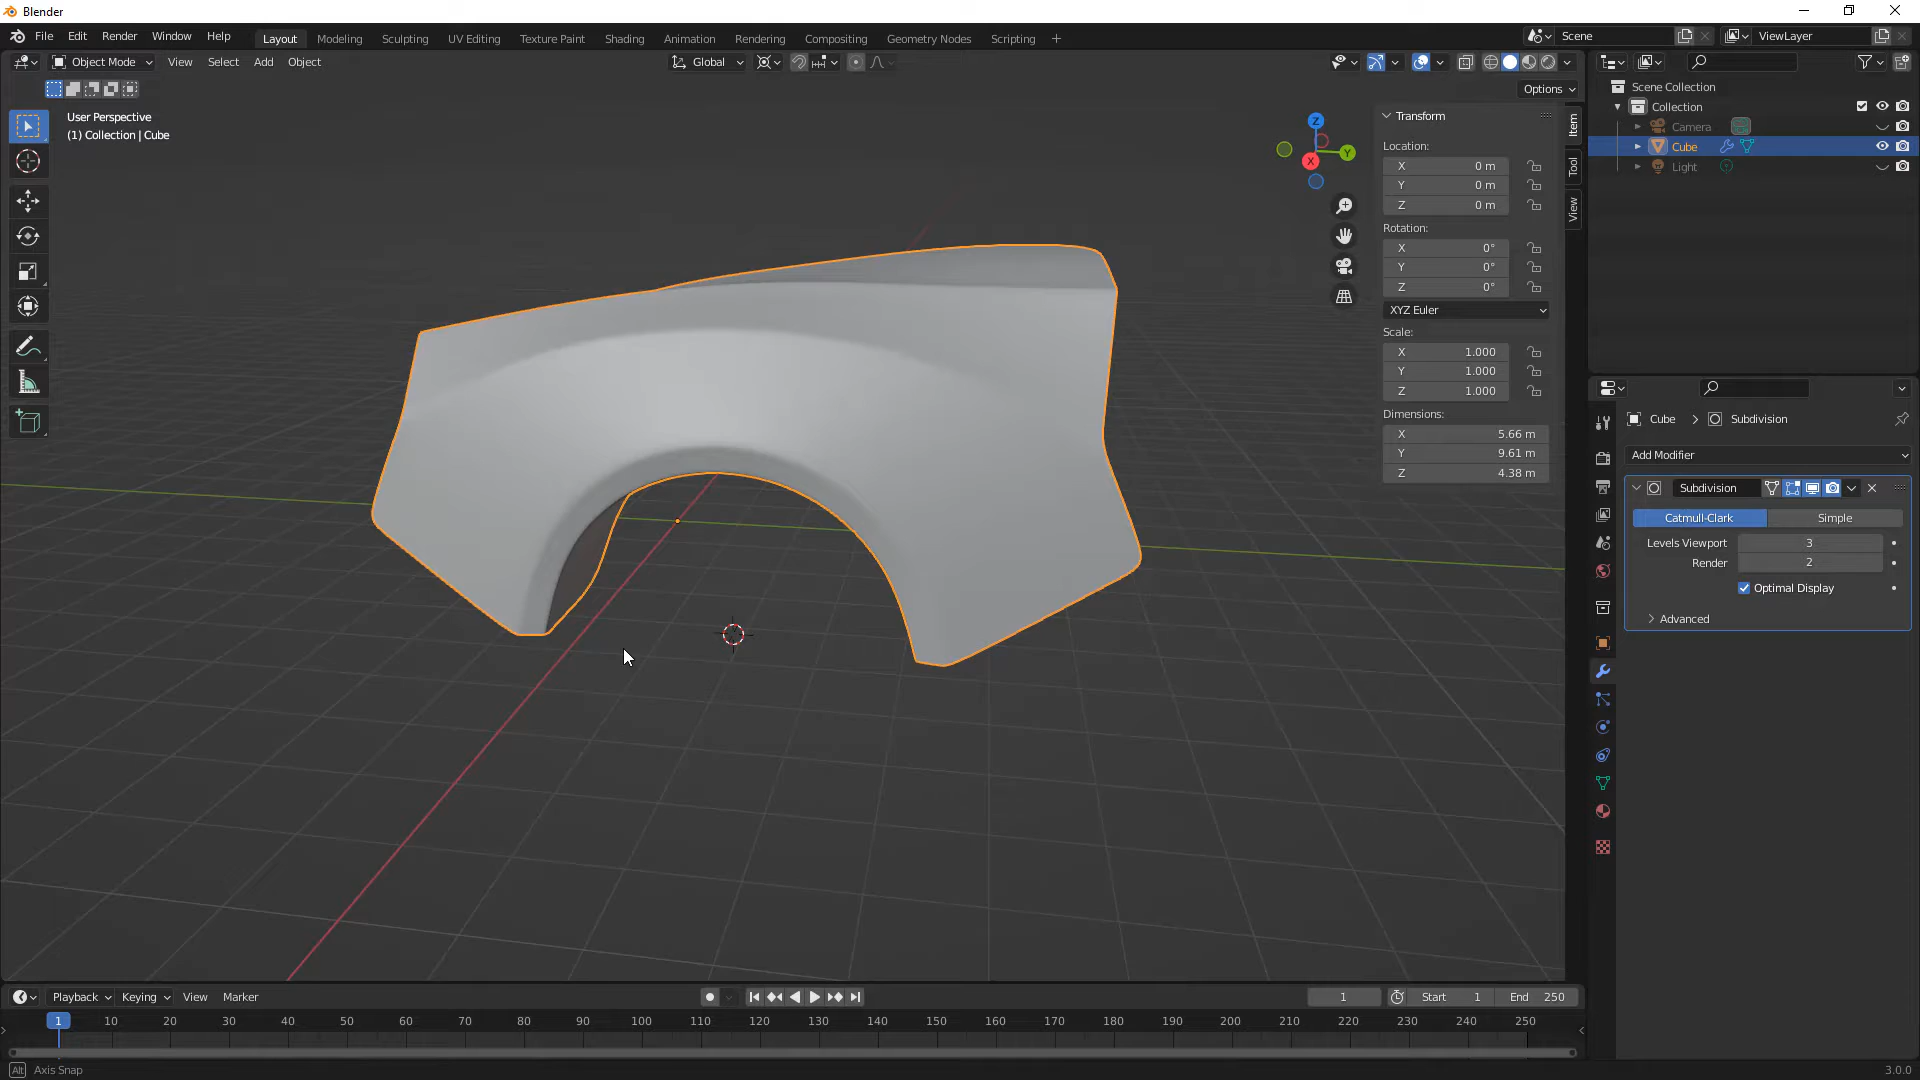 Blender
File Edit Render Window Help
Layout Modeling Sculpting UV Editing Texture Paint Shading Animation Rendering Compositing Geometry Nodes Scripting +
Scene
ViewLayer
Object Mode View Select Add Object
Global
Options
User Perspective
(1) Collection | Cube
Z
Y
X
Transform
Location:
X 0 m
Y 0 m
Z 0 m
Rotation:
X 0°
Y 0°
Z 0°
XYZ Euler
Scale:
X 1.000
Y 1.000
Z 1.000
Dimensions:
X 5.66 m
Y 9.61 m
Z 4.38 m
Item
Tool
View
Scene Collection
Collection
Camera
Cube
Light
Cube > Subdivision
Add Modifier
Subdivision
Catmull-Clark Simple
Levels Viewport 3
Render 2
Optimal Display
Advanced
Playback Keying View Marker
1 Start 1 End 250
1 10 20 30 40 50 60 70 80 90 100 110 120 130 140 150 160 170 180 190 200 210 220 230 240 250
Alt Axis Snap
3.0.0